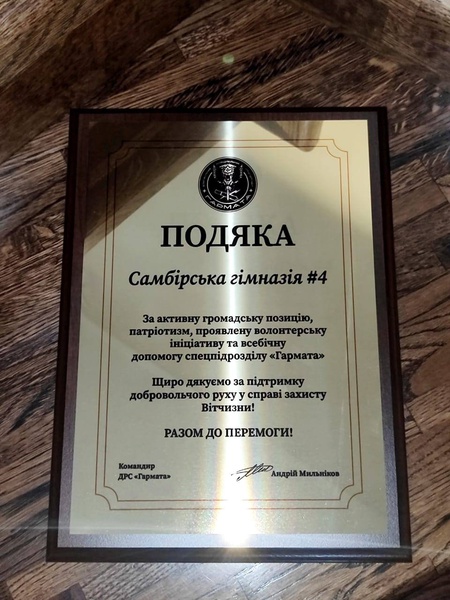 ГАРМАТА
ПОДЯКА
Самбірська гімназія #4
За активну громадську позицію,
патріотизм, проявлену волонтерську
ініціативу та всебічну
допомогу спецпідрозділу «Гармата»
Щиро дякуємо за підтримку
добровольчого руху у справі захисту
Вітчизни!
РАЗОМ ДО ПЕРЕМОГИ!
Командир
ДРС «Гармата»
Андрій Мильніков